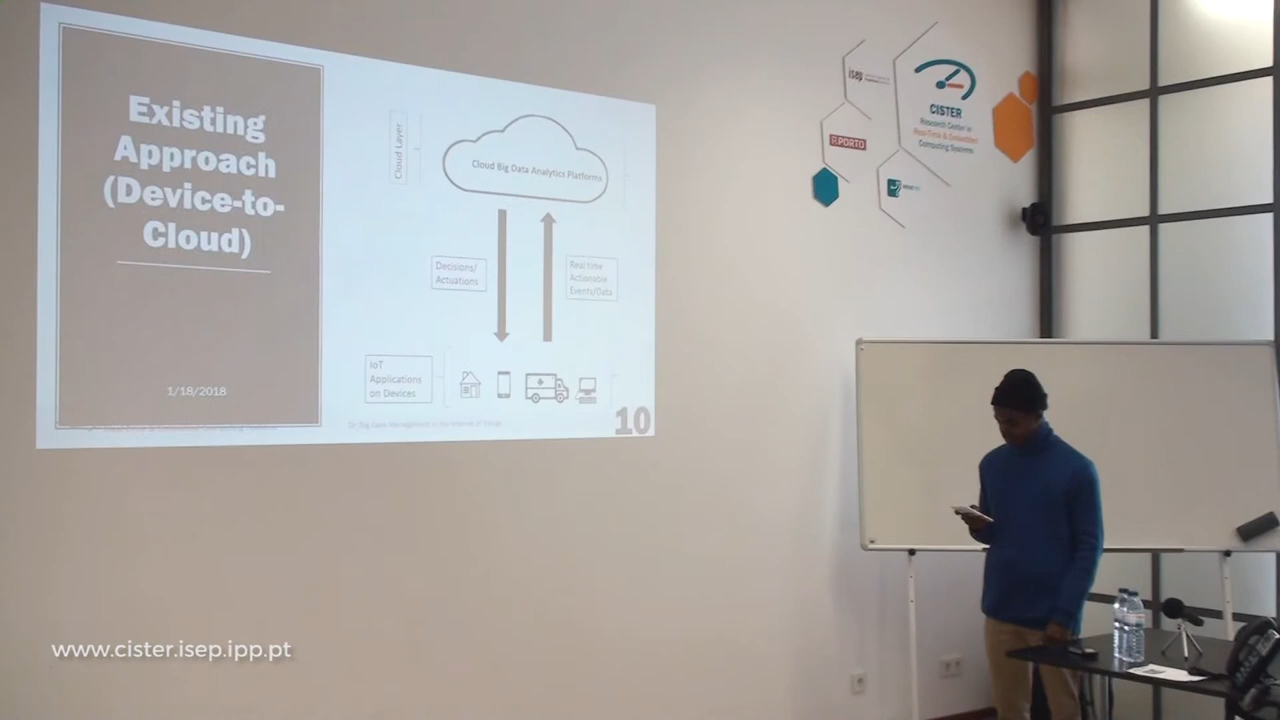 Existing
Approach
(Device-to-
Cloud)
1/18/2018
Cloud Layer
Cloud Big Data Analytics Platforms
Decisions/
Actuations
Real time
Actionable
Events/Data
IoT
Applications
on Devices
10
isep
P.PORTO
CISTER
Research Center in
Real-Time & Embedded
Computing Systems
www.cister.isep.ipp.pt